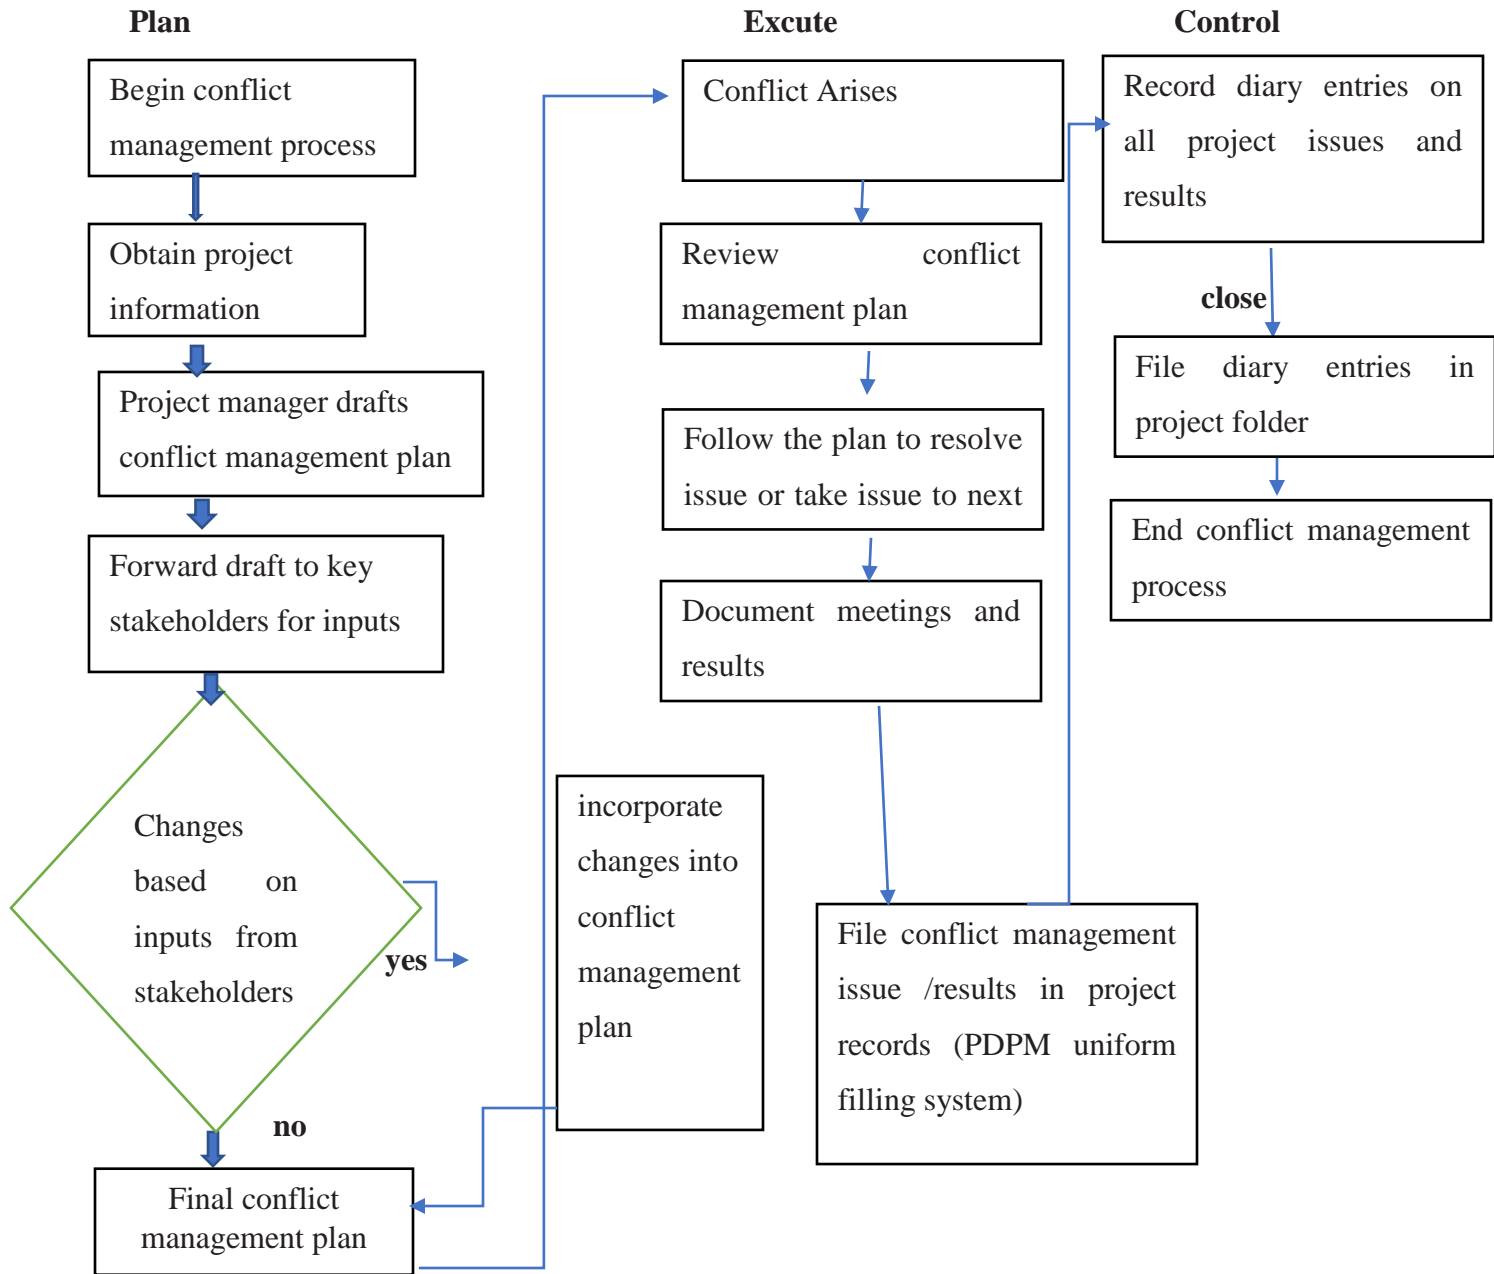 Plan
Begin conflict
management process
Obtain project
information
Project manager drafts
conflict management plan
Forward draft to key
stakeholders for inputs
Changes
based on
inputs from
stakeholders
yes
no
Final conflict
management plan
incorporate
changes into
conflict
management
plan
Excute
Conflict Arises
Review conflict
management plan
Follow the plan to resolve
issue or take issue to next
Document meetings and
results
File conflict management
issue /results in project
records (PDPM uniform
filling system)
Control
Record diary entries on
all project issues and
results
close
File diary entries in
project folder
End conflict management
process